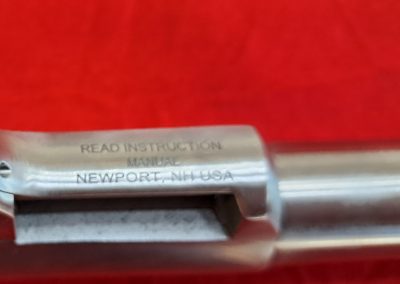 READ INSTRUCTION
MANUAL
NEWPORT, NH USA